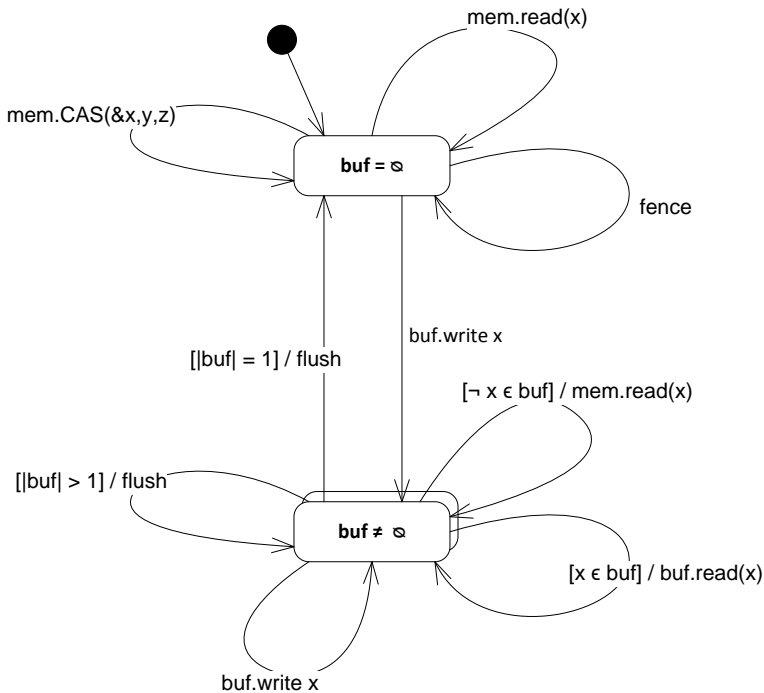 mem.read(x)
mem.CAS(&x,y,z)
buf = ⦰
fence
buf.write x
[|buf| = 1] / flush
[¬ x ϵ buf] / mem.read(x)
[|buf| > 1] / flush
buf ≠ ⦰
[x ϵ buf] / buf.read(x)
buf.write x